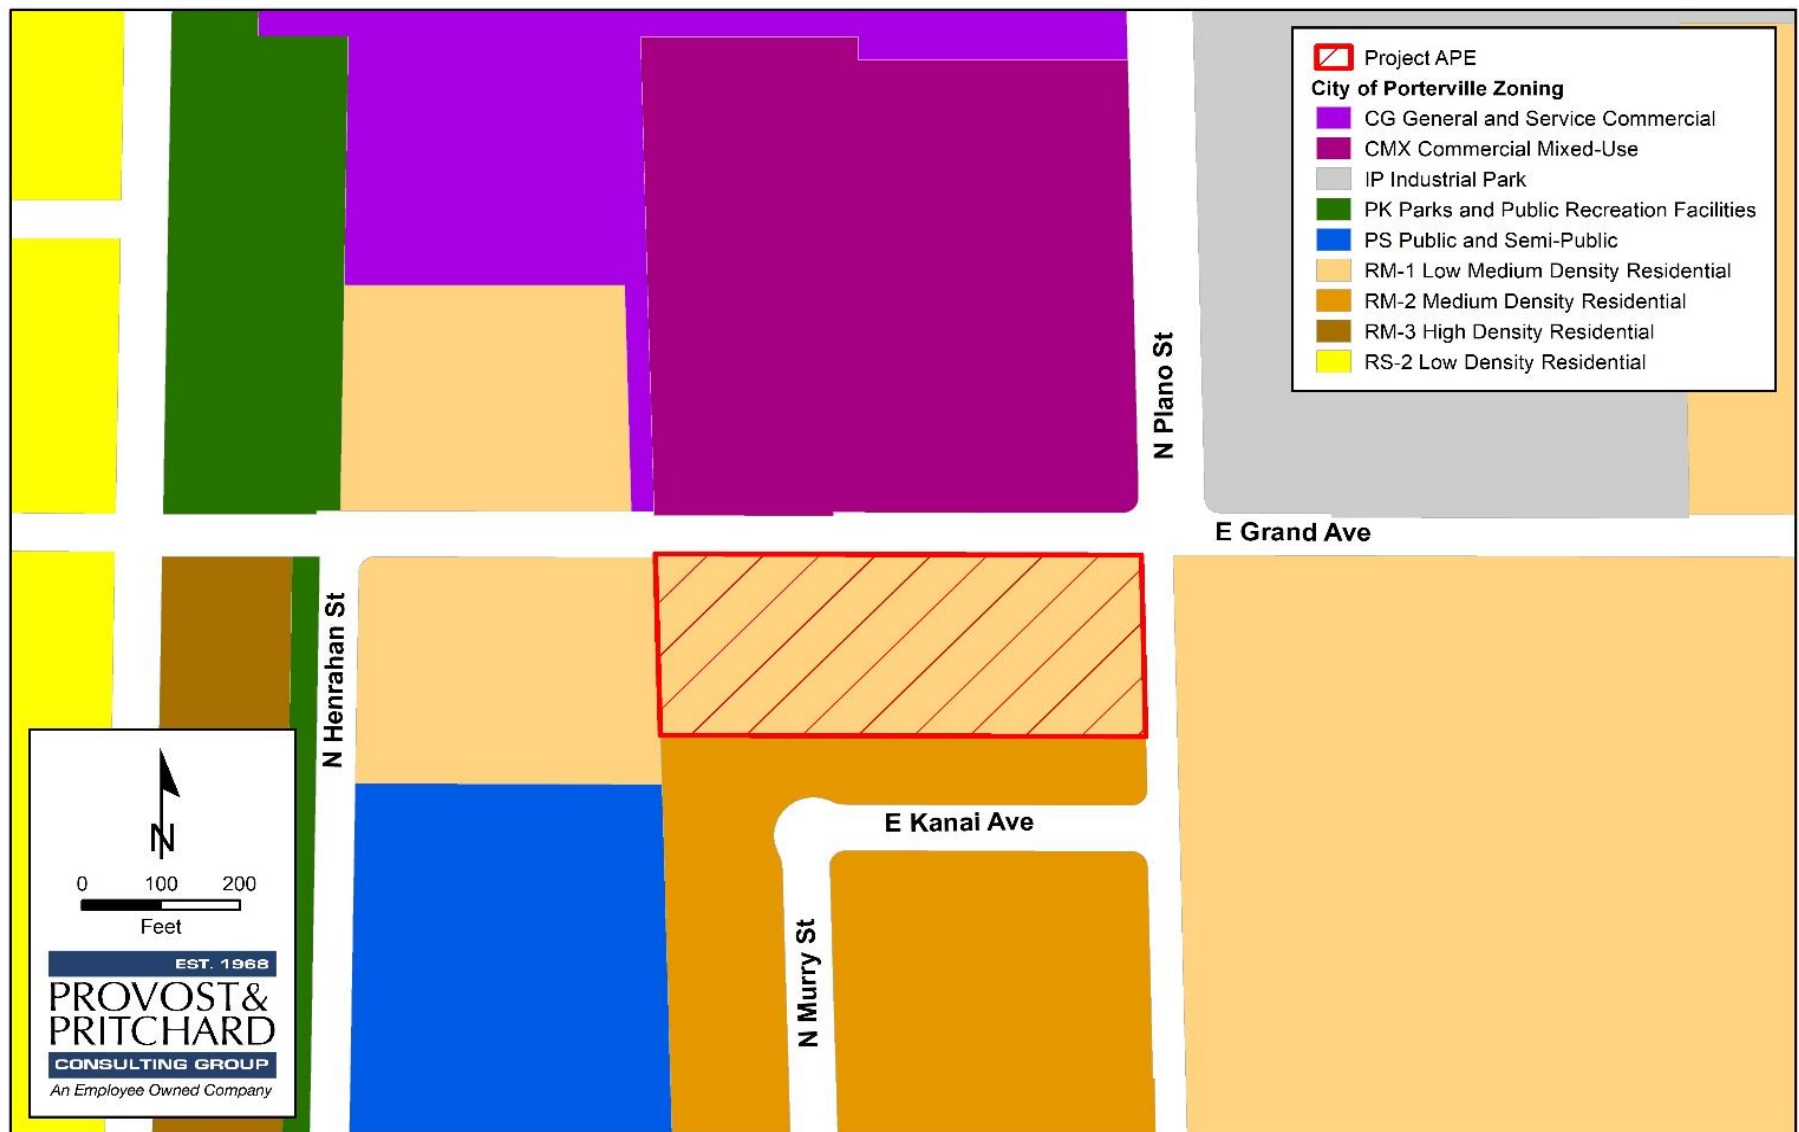 Project APE
City of Porterville Zoning
CG General and Service Commercial
CMX Commercial Mixed-Use
IP Industrial Park
PK Parks and Public Recreation Facilities
PS Public and Semi-Public
RM-1 Low Medium Density Residential
RM-2 Medium Density Residential
RM-3 High Density Residential
RS-2 Low Density Residential
N Plano St
E Grand Ave
N Henrahan St
E Kanai Ave
N Murry St
N
0 100 200
Feet
EST. 1968
PROVOST&
PRITCHARD
CONSULTING GROUP
An Employee Owned Company